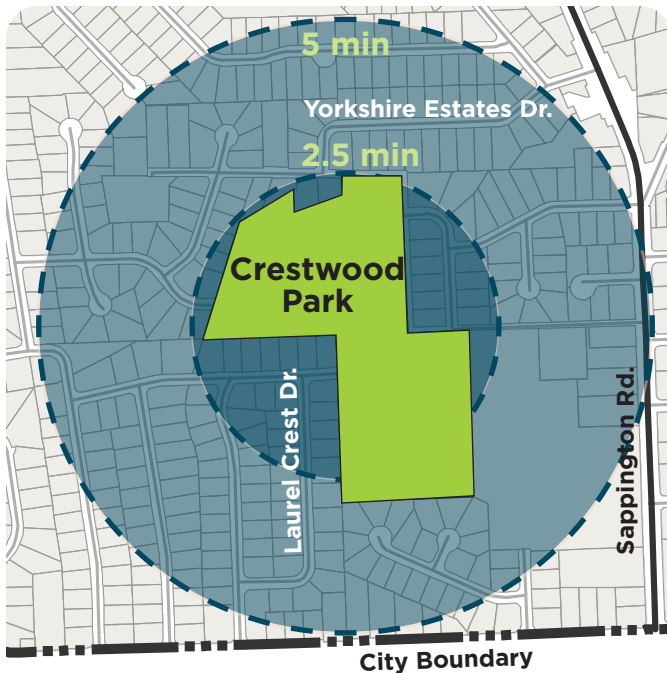 5 min
Yorkshire Estates Dr.
2.5 min
Crestwood
Park
Laurel Crest Dr.
Sappington Rd.
City Boundary